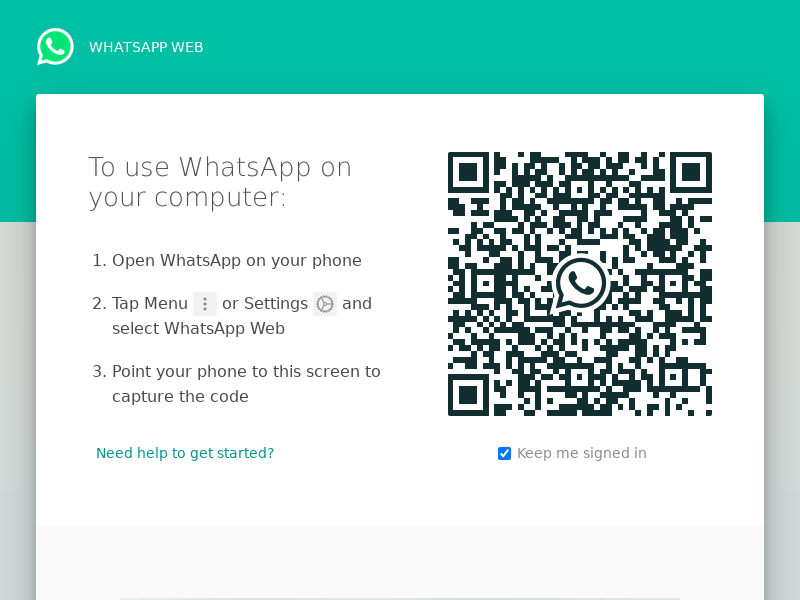 WHATSAPP WEB
To use WhatsApp on
your computer:
1. Open WhatsApp on your phone
2. Tap Menu or Settings and
select WhatsApp Web
3. Point your phone to this screen to
capture the code
Need help to get started?
Keep me signed in